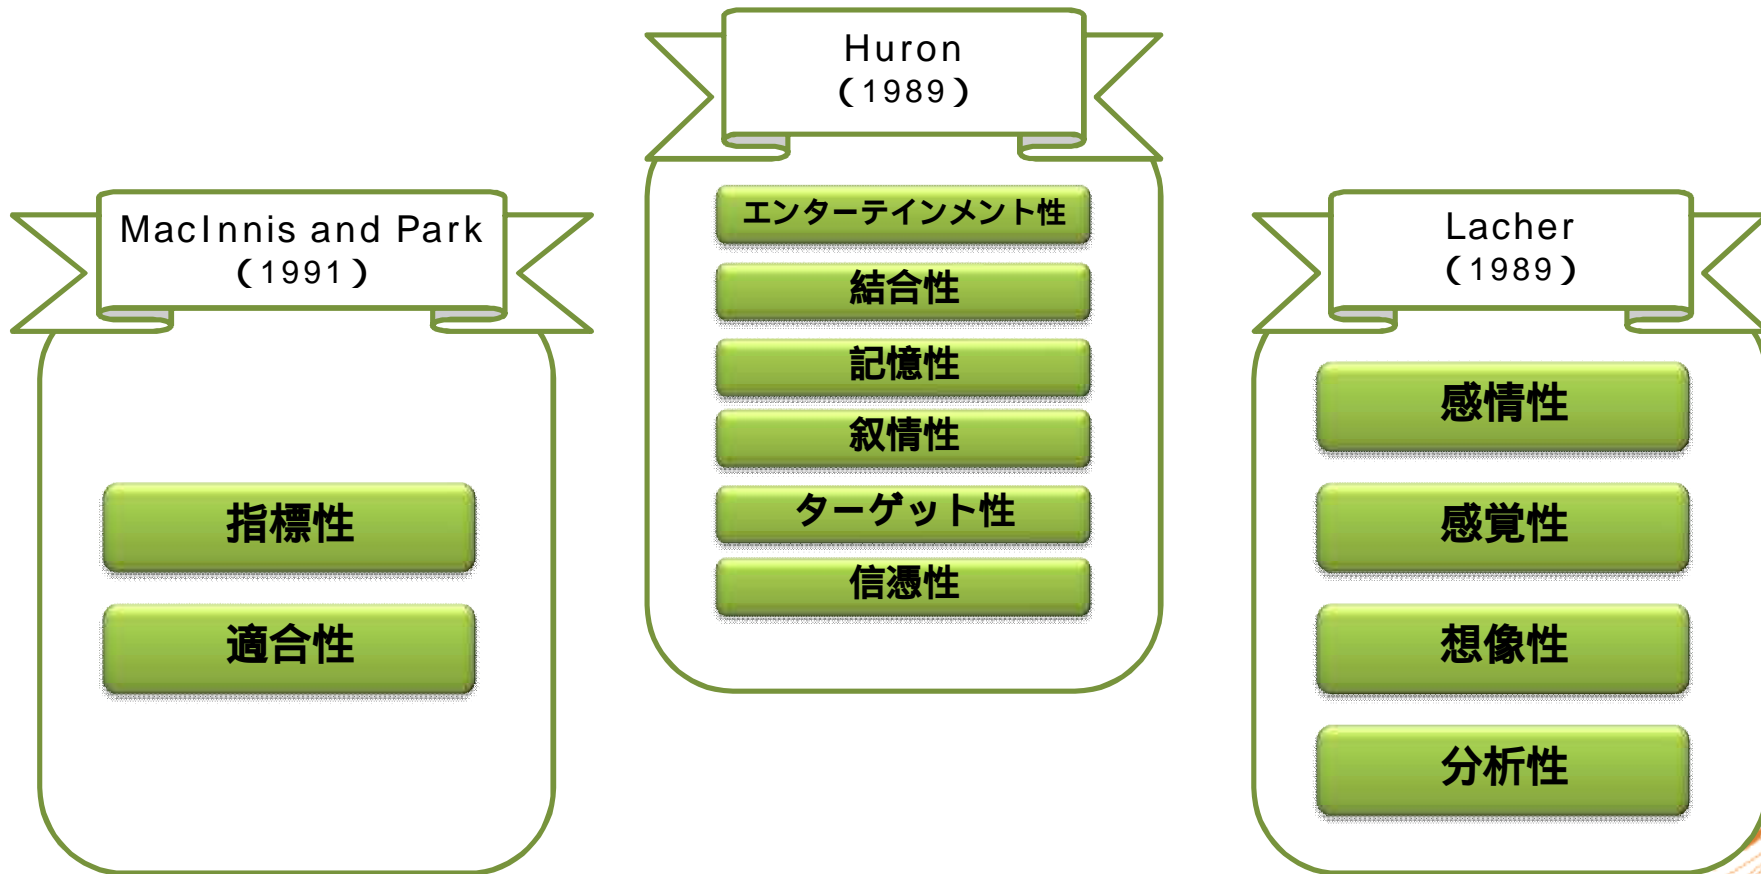 MacInnis and Park
（1991）
指標性
適合性
Huron
（1989）
エンターテインメント性
結合性
記憶性
叙情性
ターゲット性
信憑性
Lacher
（1989）
感情性
感覚性
想像性
分析性